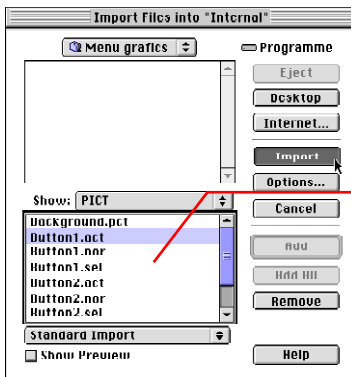 Import Files into "Internal"
Menu grafics
Programme
Eject
Desktop
Internet...
Import
Options...
Show: PICT
Cancel
Background.pct
Button1.act
Button1.nor
Button1.sel
Button2.act
Button2.nor
Button2.sel
Add
Add All
Remove
Standard Import
Show Preview
Help